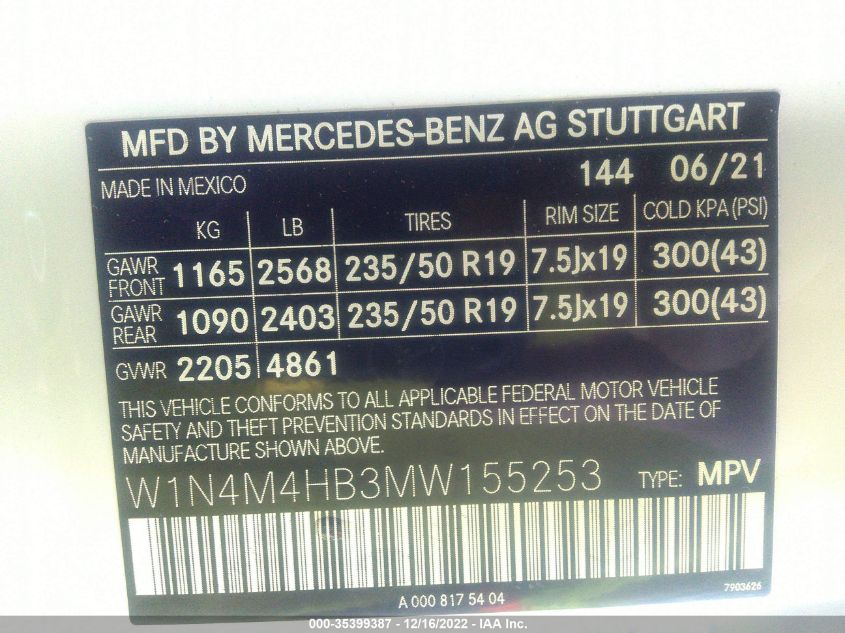 MFD BY MERCEDES-BENZ AG STUTTGART
MADE IN MEXICO 144 06/21
KG LB TIRES RIM SIZE COLD KPA (PSI)
GAWR FRONT 1165 2568 235/50 R19 7.5Jx19 300(43)
GAWR REAR 1090 2403 235/50 R19 7.5Jx19 300(43)
GVWR 2205 4861
THIS VEHICLE CONFORMS TO ALL APPLICABLE FEDERAL MOTOR VEHICLE
SAFETY AND THEFT PREVENTION STANDARDS IN EFFECT ON THE DATE OF
MANUFACTURE SHOWN ABOVE.
W1N4M4HB3MW155253 TYPE: MPV
7903626
A 000 817 54 04
000-35399387 - 12/16/2022 - IAA Inc.